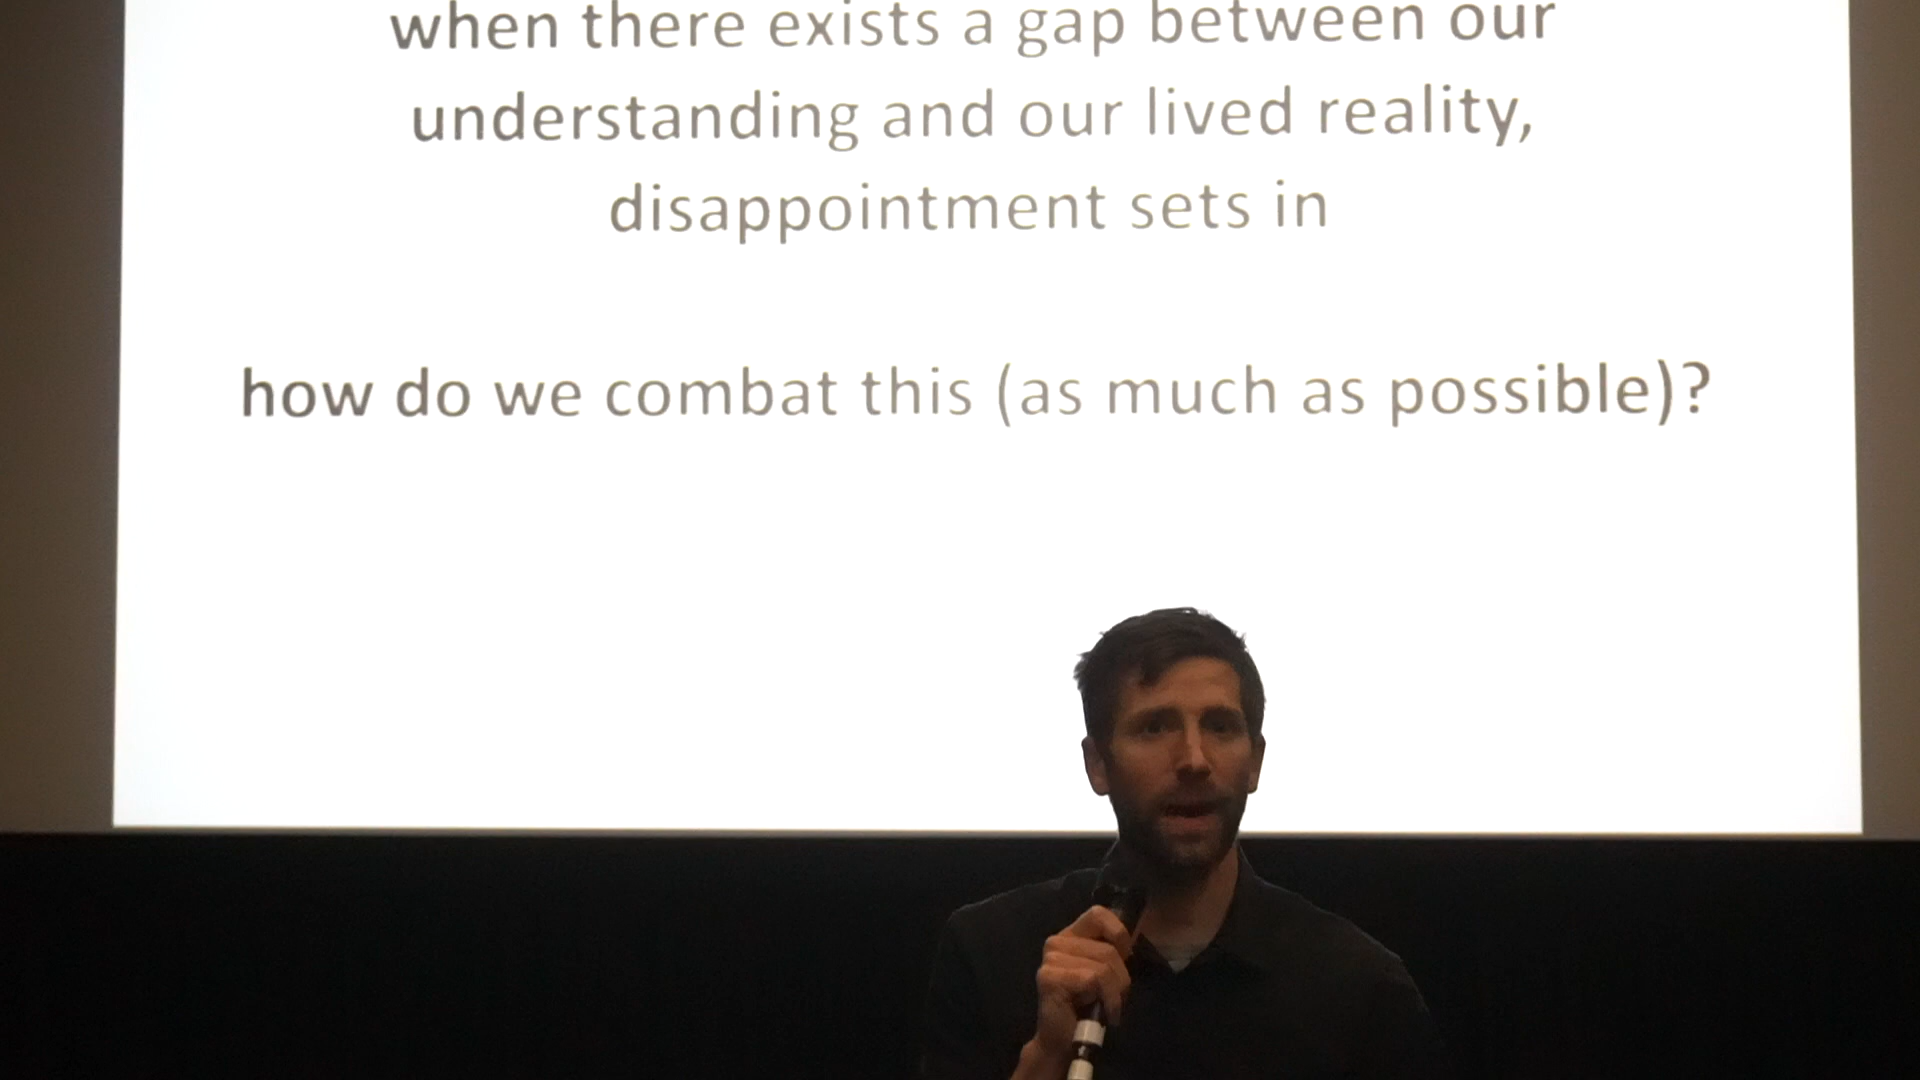 when there exists a gap between our
understanding and our lived reality,
disappointment sets in
how do we combat this (as much as possible)?